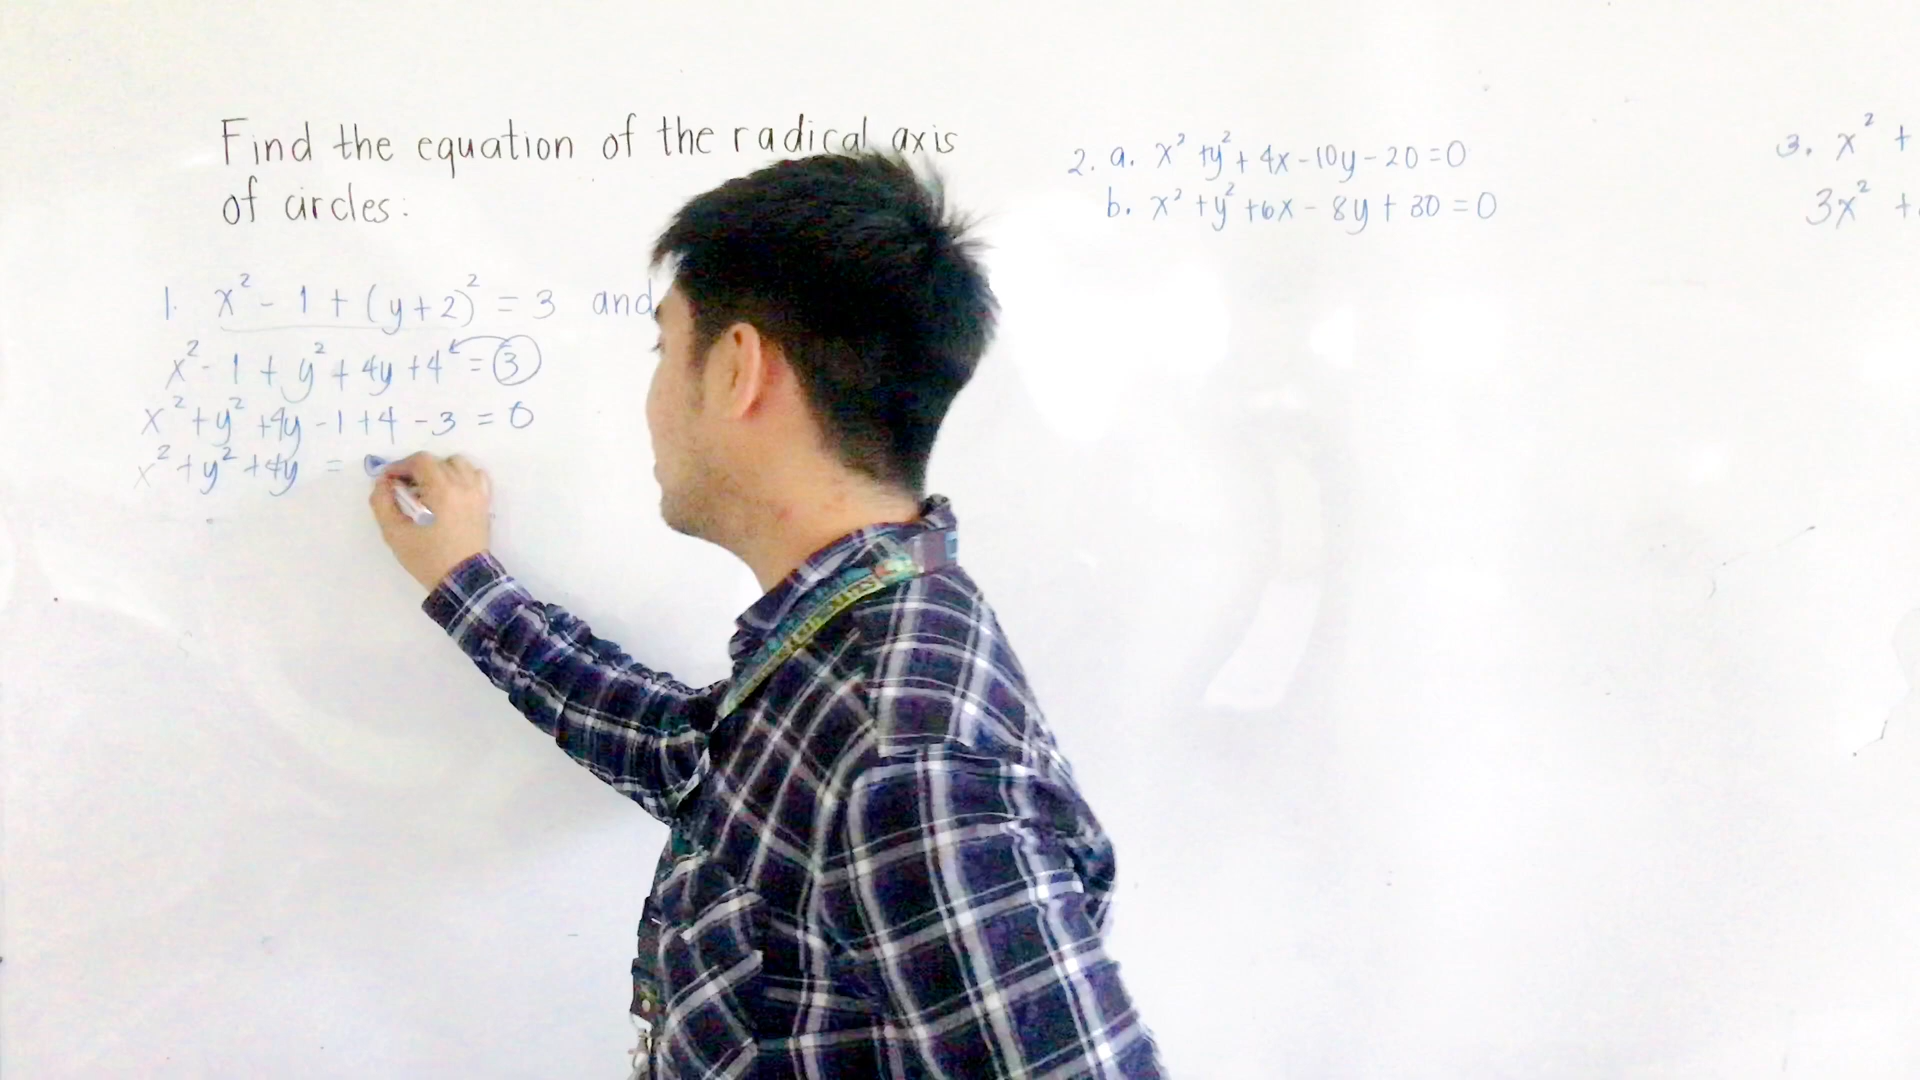 Find the equation of the radical axis
of circles:
1. x² - 1 + (y+2)² = 3 and
x² - 1 + y² + 4y + 4 = 3
x² + y² + 4y - 1 + 4 - 3 = 0
x² + y² + 4y =
2. a. x² + y² + 4x - 10y - 20 = 0
b. x² + y² + 6x - 8y + 30 = 0
3. x² +
3x² +